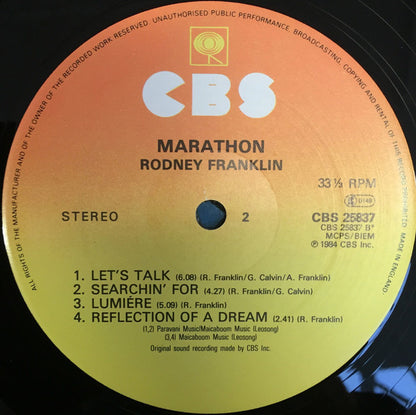 ALL RIGHTS OF THE MANUFACTURER AND OF THE OWNER OF THE RECORDED WORK RESERVED. UNAUTHORISED PUBLIC PERFORMANCE, BROADCASTING, COPYING AND RENTAL OF THIS RECORD PROHIBITED. MADE IN ENGLAND
CBS
MARATHON
RODNEY FRANKLIN
33 ⅓ RPM
STEREO
2
CBS 25837
CBS 25837 B*
MCPS/BIEM
℗ 1984 CBS Inc.
1. LET'S TALK (6.08) (R. Franklin/G. Calvin/A. Franklin)
2. SEARCHIN' FOR (4.27) (R. Franklin/G. Calvin)
3. LUMIÉRE (5.09) (R. Franklin)
4. REFLECTION OF A DREAM (2.41) (R. Franklin)
(1,2) Paravani Music/Maicaboom Music (Leosong)
(3,4) Maicaboom Music (Leosong)
Original sound recording made by CBS Inc.